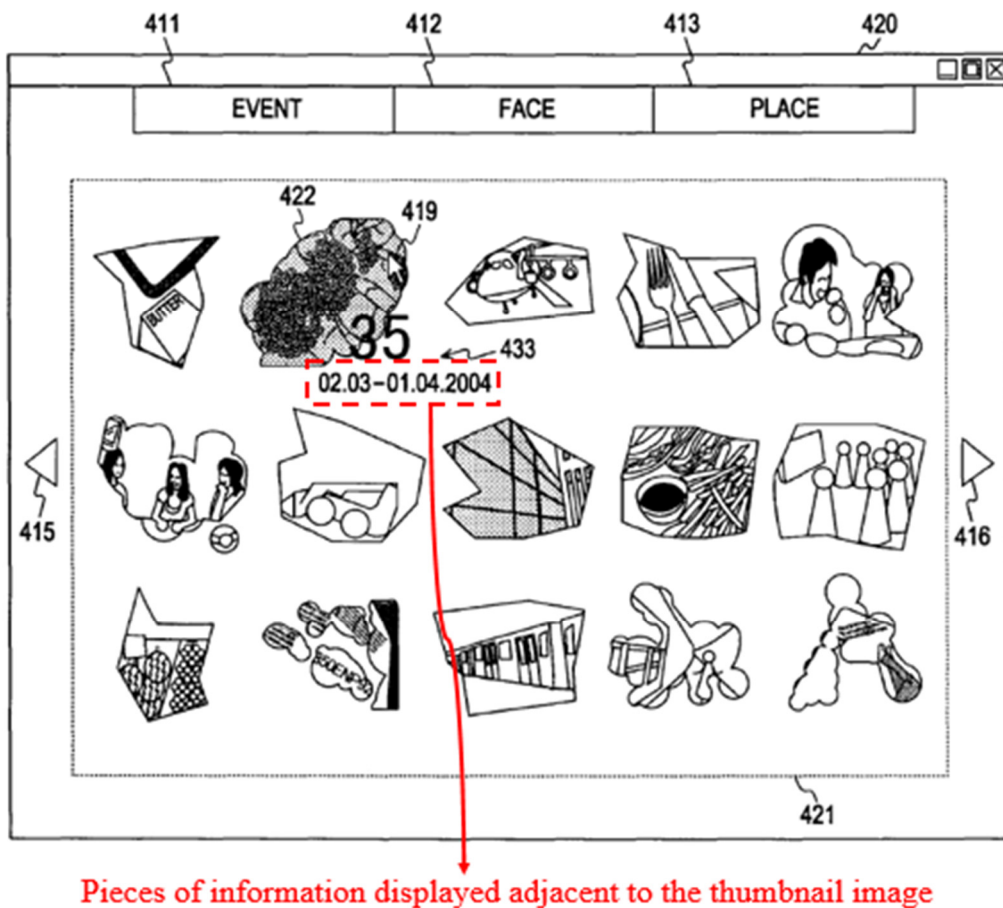 411 412 413 420
EVENT FACE PLACE
422 419
BUTTER
35
433
02.03-01.04.2004
415
416
421
Pieces of information displayed adjacent to the thumbnail image